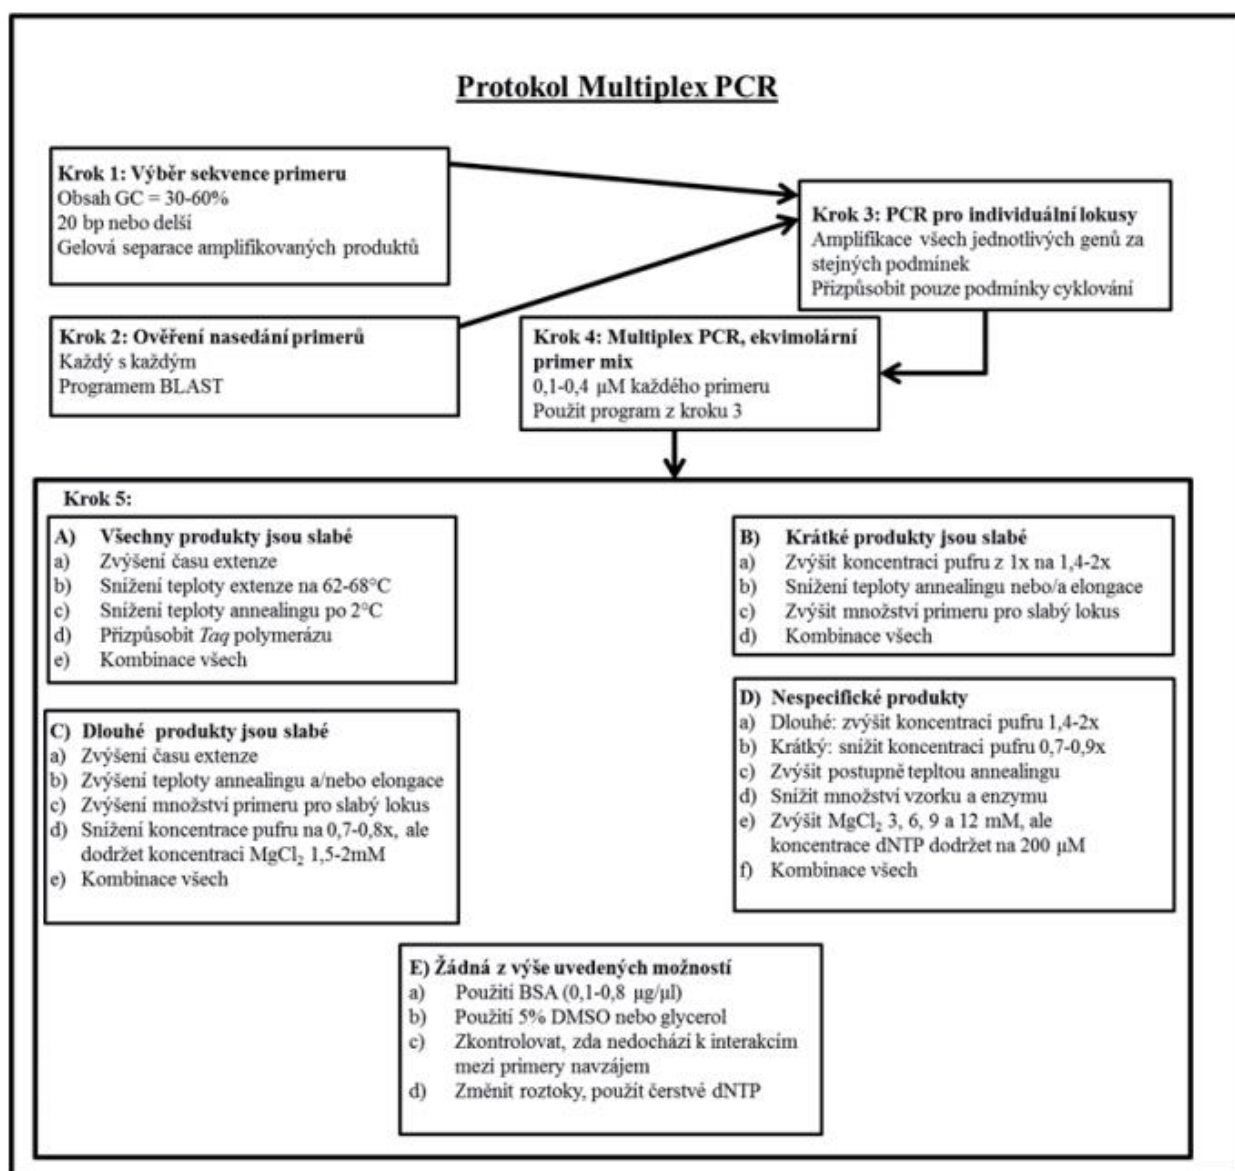 Protokol Multiplex PCR
Krok 1: Výběr sekvence primeru
Obsah GC = 30-60%
20 bp nebo delší
Gelová separace amplifikovaných produktů
Krok 2: Ověření nasedání primerů
Každý s každým
Programem BLAST
Krok 3: PCR pro individuální lokusy
Amplifikace všech jednotlivých genů za
stejných podmínek
Přizpůsobit pouze podmínky cyklování
Krok 4: Multiplex PCR, ekvimolární
primer mix
0,1-0,4 μM každého primeru
Použit program z kroku 3
Krok 5:
A) Všechny produkty jsou slabé
a) Zvýšení času extenze
b) Snížení teploty extenze na 62-68°C
c) Snížení teploty annealingu po 2°C
d) Přizpůsobit Taq polymerázu
e) Kombinace všech
B) Krátké produkty jsou slabé
a) Zvýšit koncentraci pufru z 1x na 1,4-2x
b) Snížení teploty annealingu nebo/a elongace
c) Zvýšit množství primeru pro slabý lokus
d) Kombinace všech
C) Dlouhé produkty jsou slabé
a) Zvýšení času extenze
b) Zvýšení teploty annealingu a/nebo elongace
c) Zvýšení množství primeru pro slabý lokus
d) Snížení koncentrace pufru na 0,7-0,8x, ale
dodržet koncentraci MgCl₂ 1,5-2mM
e) Kombinace všech
D) Nespecifické produkty
a) Dlouhé: zvýšit koncentraci pufru 1,4-2x
b) Krátký: snížit koncentraci pufru 0,7-0,9x
c) Zvýšit postupně tepltou annealingu
d) Snížit množství vzorku a enzymu
e) Zvýšit MgCl₂ 3, 6, 9 a 12 mM, ale
koncentrace dNTP dodržet na 200 μM
f) Kombinace všech
E) Žádná z výše uvedených možností
a) Použití BSA (0,1-0,8 μg/μl)
b) Použití 5% DMSO nebo glycerol
c) Zkontrolovat, zda nedochází k interakcím
mezi primery navzájem
d) Změnit roztoky, použít čerstvé dNTP